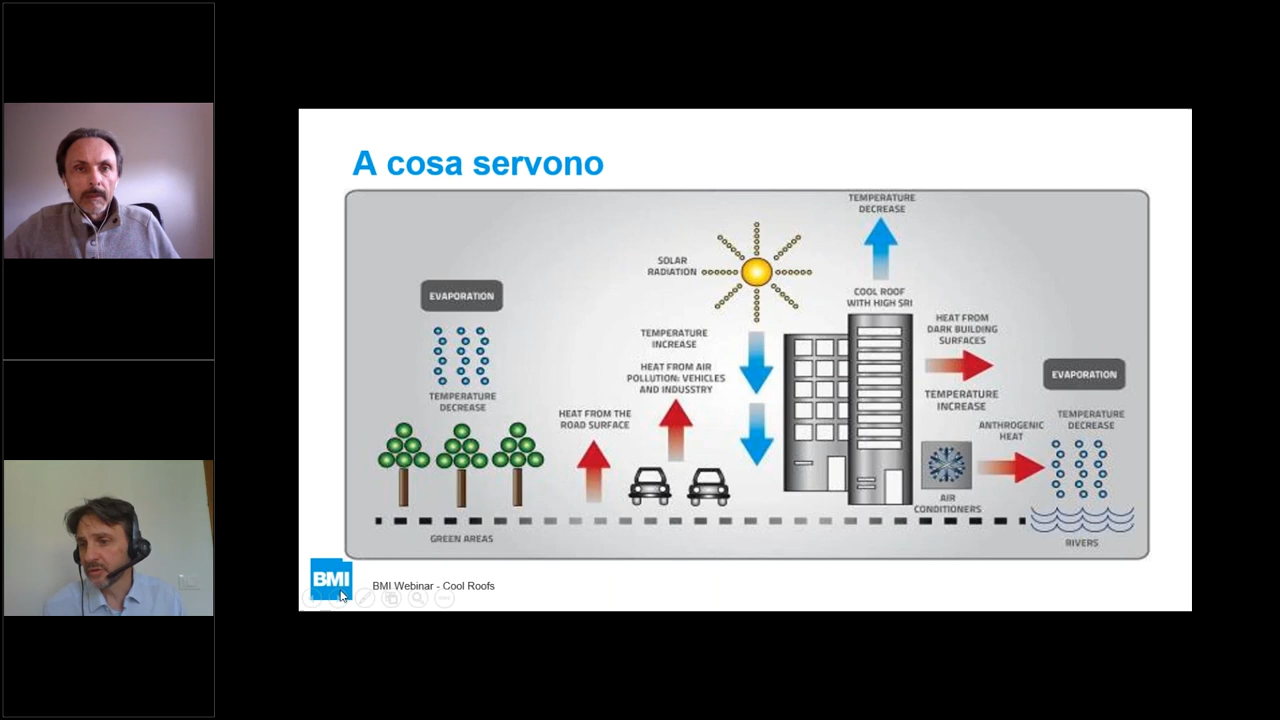 A cosa servono
TEMPERATURE
DECREASE
SOLAR
RADIATION
COOL ROOF
WITH HIGH SRI
EVAPORATION
HEAT FROM
DARK BUILDING
SURFACES
TEMPERATURE
INCREASE
HEAT FROM AIR
POLLUTION: VEHICLES
AND INDUSSTRY
EVAPORATION
TEMPERATURE
DECREASE
TEMPERATURE
INCREASE
HEAT FROM THE
ROAD SURFACE
TEMPERATURE
DECREASE
ANTHROGENIC
HEAT
AIR
CONDITIONERS
GREEN AREAS
RIVERS
BMI
BMI Webinar - Cool Roofs